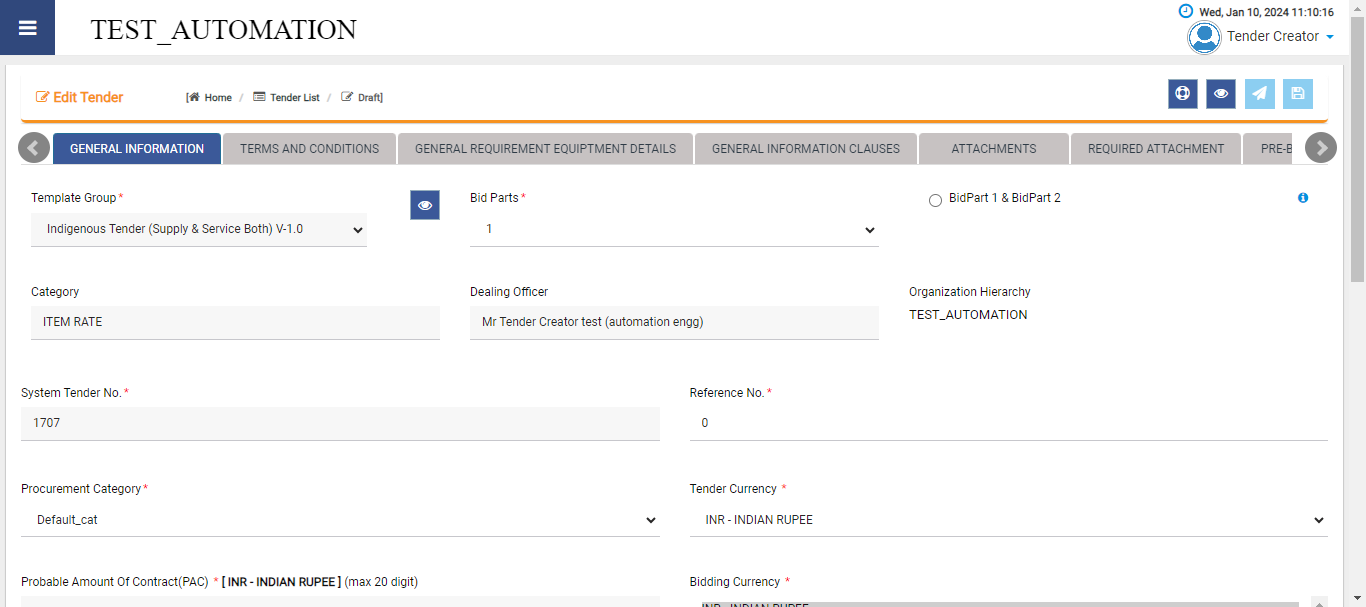 TEST_AUTOMATION
Wed, Jan 10, 2024 11:10:16
Tender Creator
Edit Tender
[ Home / Tender List / Draft]
GENERAL INFORMATION
TERMS AND CONDITIONS
GENERAL REQUIREMENT EQUIPTMENT DETAILS
GENERAL INFORMATION CLAUSES
ATTACHMENTS
REQUIRED ATTACHMENT
PRE-B
Template Group *
Bid Parts *
BidPart 1 & BidPart 2
Indigenous Tender (Supply & Service Both) V-1.0
1
Category
Dealing Officer
Organization Hierarchy
ITEM RATE
Mr Tender Creator test (automation engg)
TEST_AUTOMATION
System Tender No. *
Reference No. *
1707
0
Procurement Category *
Tender Currency *
Default_cat
INR - INDIAN RUPEE
Probable Amount Of Contract(PAC) * [ INR - INDIAN RUPEE ] (max 20 digit)
Bidding Currency *
INR - INDIAN RUPEE